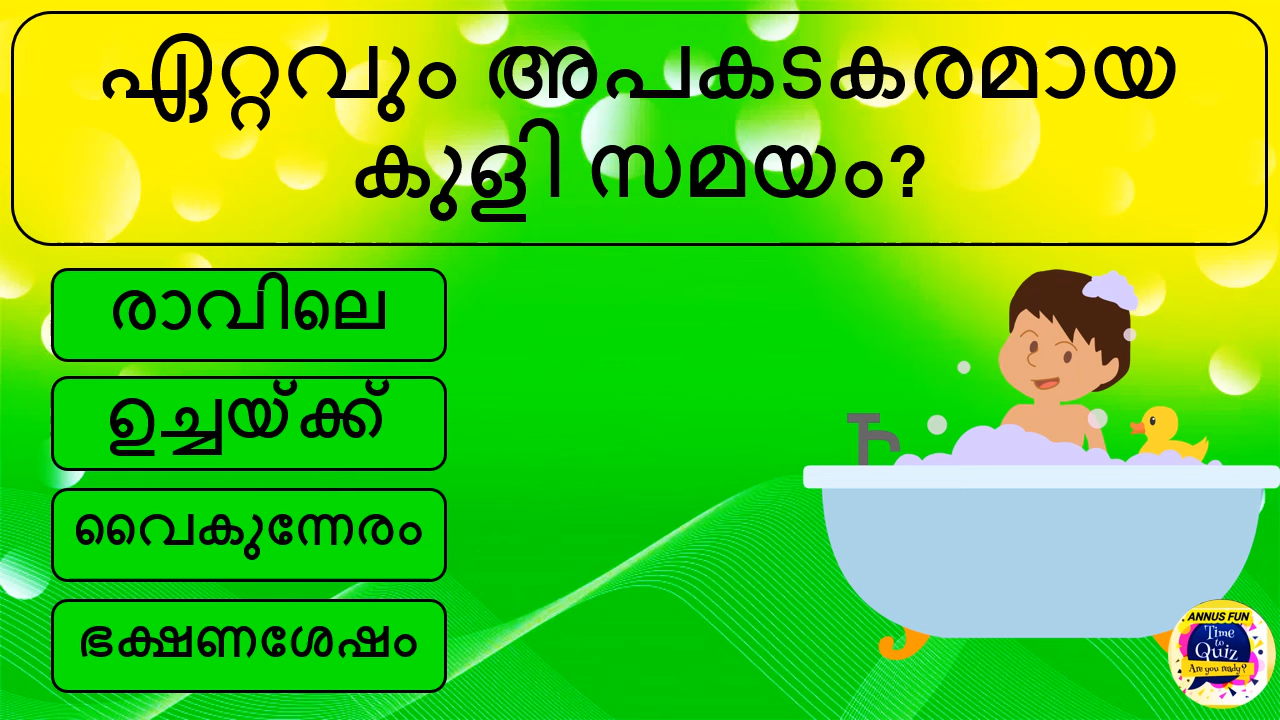 ഏറ്റവും അപകടകരമായ
കുളി സമയം?
രാവിലെ
ഉച്ചയ്ക്ക്
വൈകുന്നേരം
ഭക്ഷണശേഷം
ANNUS FUN
Time
to
Quiz
Are you ready?